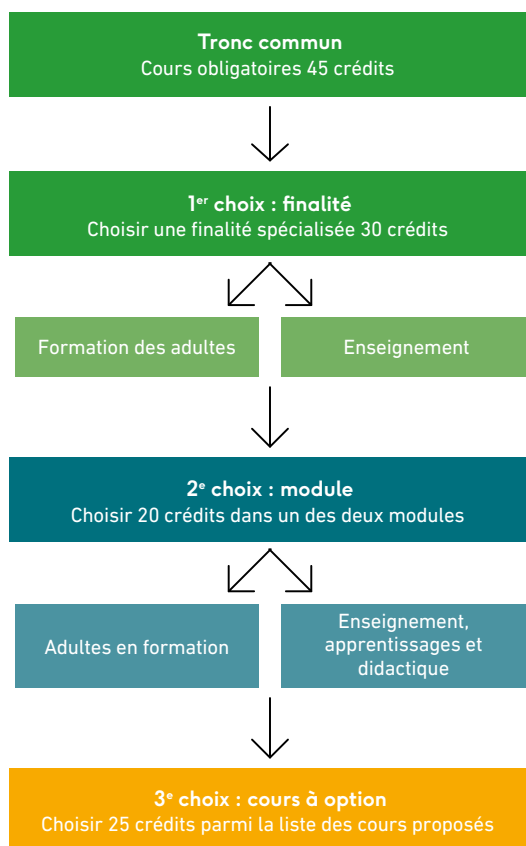 Tronc commun
Cours obligatoires 45 crédits
1er choix : finalité
Choisir une finalité spécialisée 30 crédits
Formation des adultes
Enseignement
2e choix : module
Choisir 20 crédits dans un des deux modules
Adultes en formation
Enseignement,
apprentissages et
didactique
3e choix : cours à option
Choisir 25 crédits parmi la liste des cours proposés